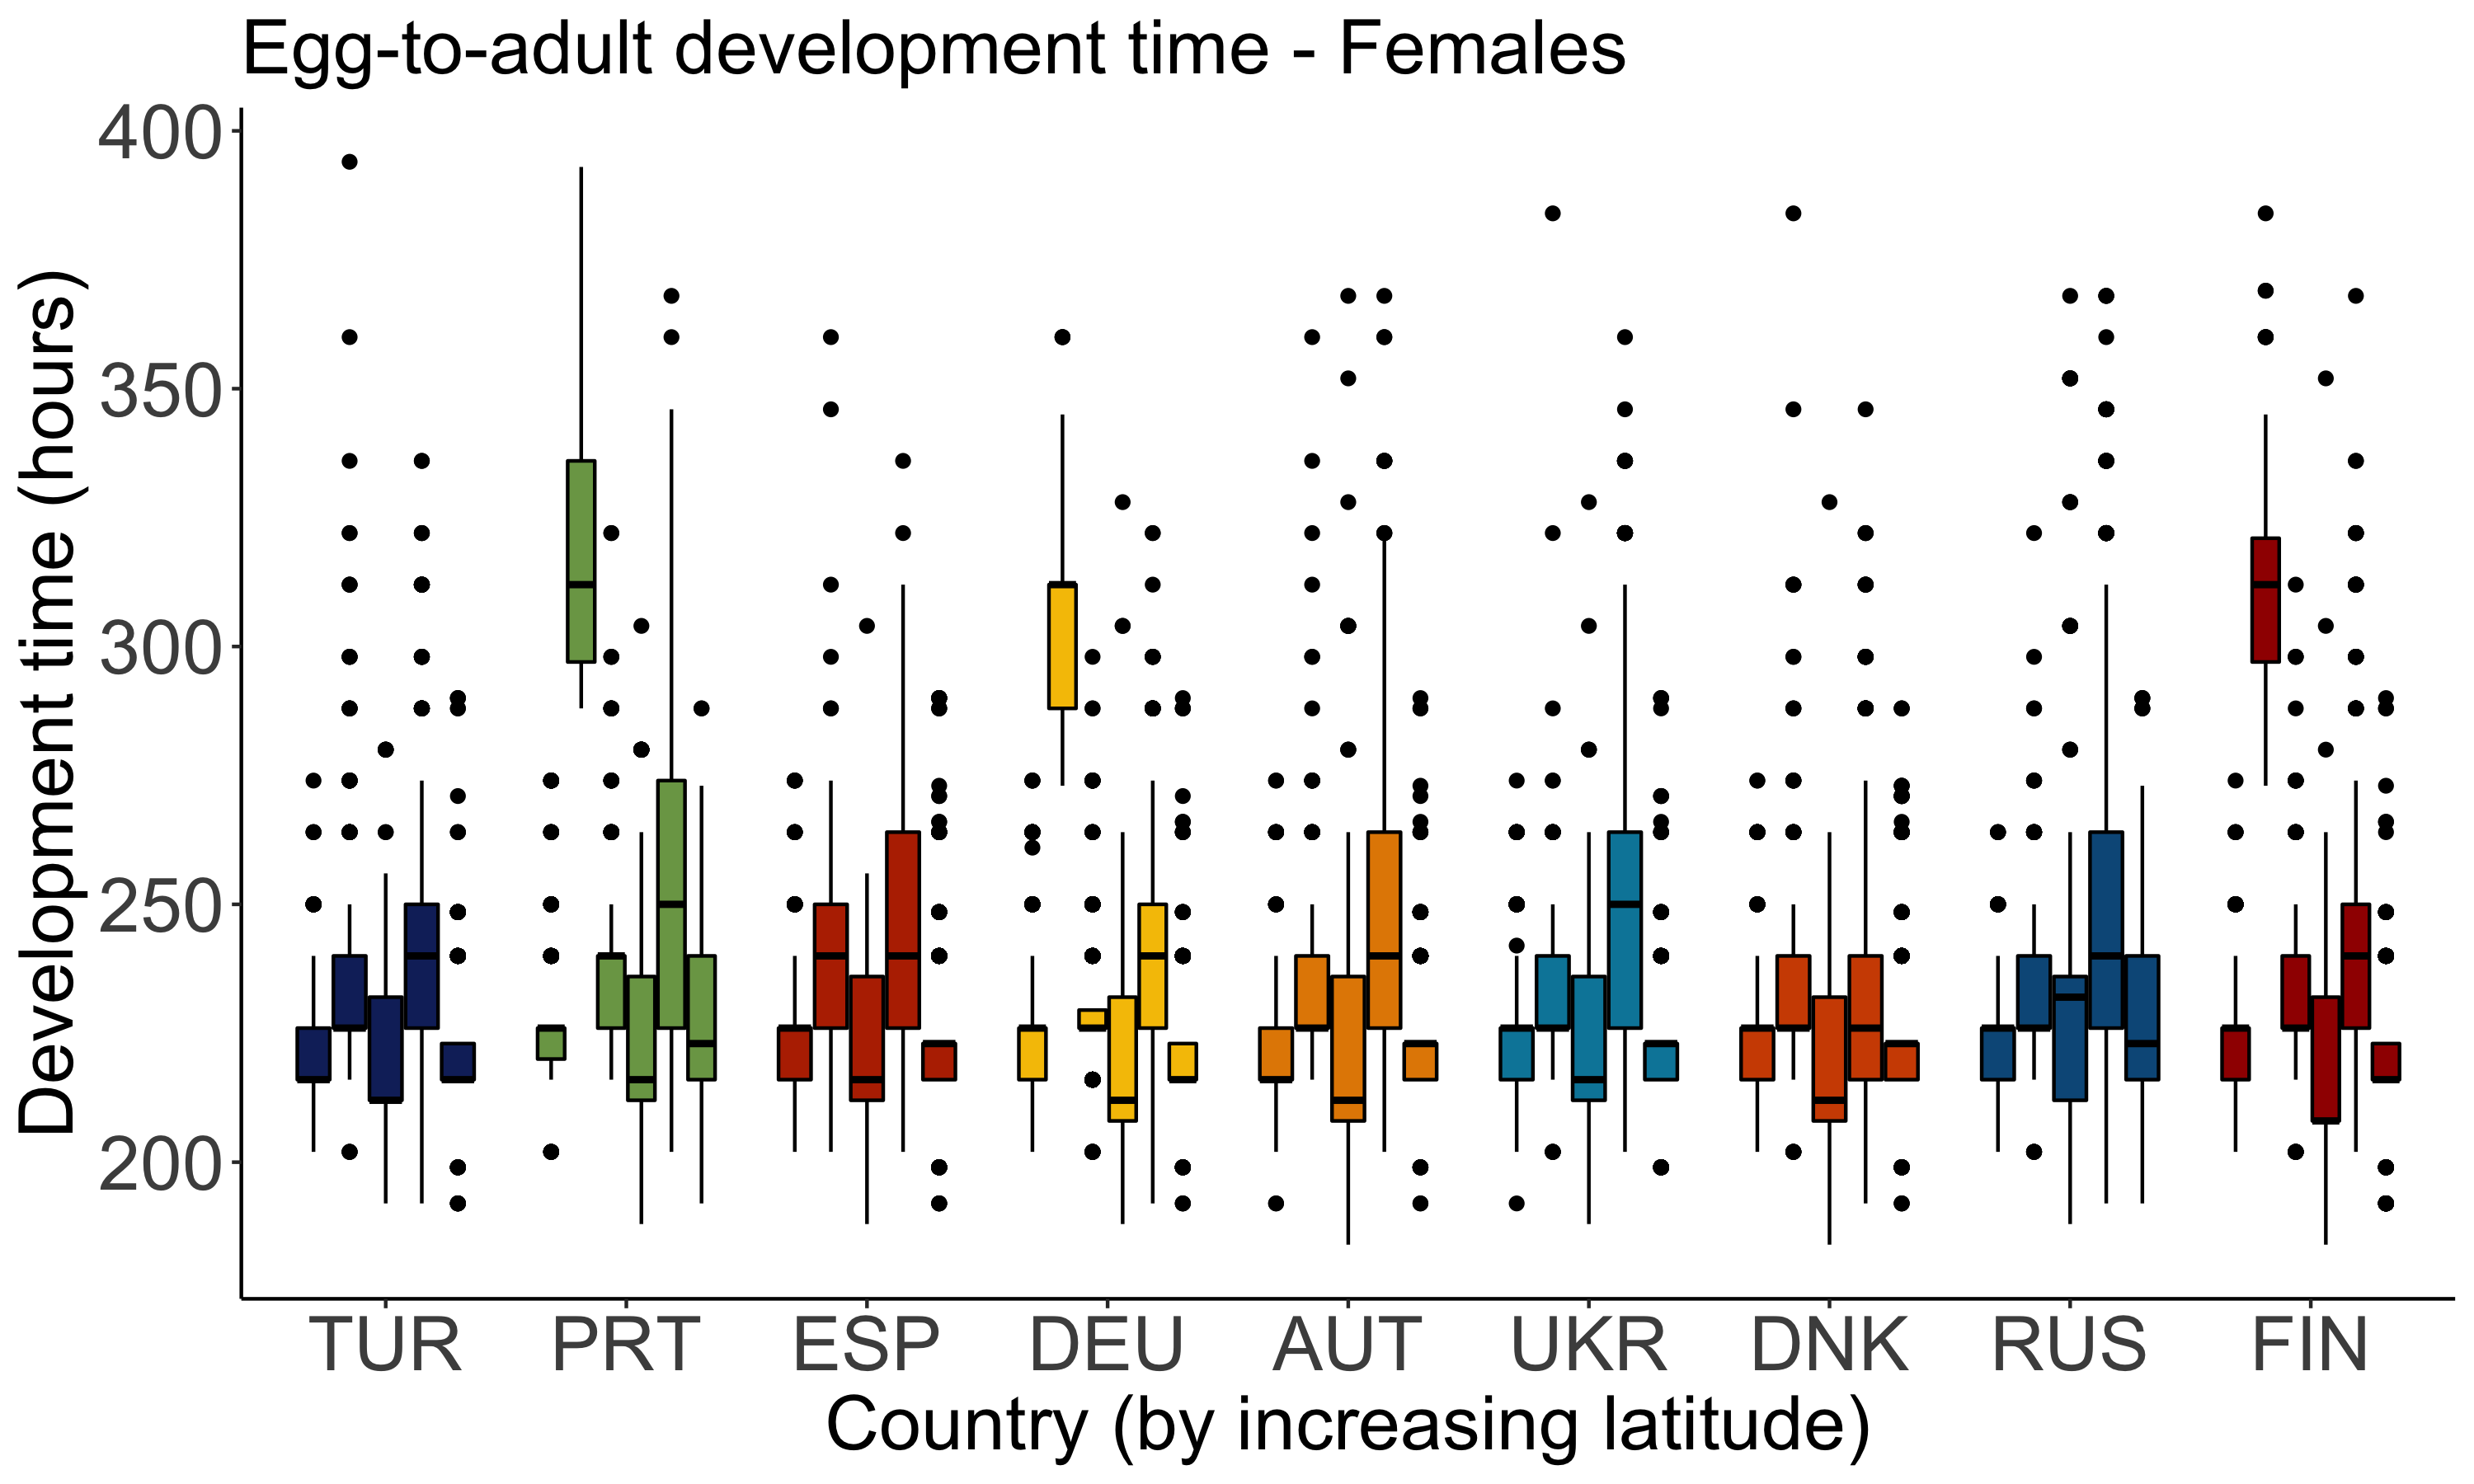 Egg-to-adult development time - Females
Development time (hours)
400
350
300
250
200
TUR PRT ESP DEU AUT UKR DNK RUS FIN
Country (by increasing latitude)